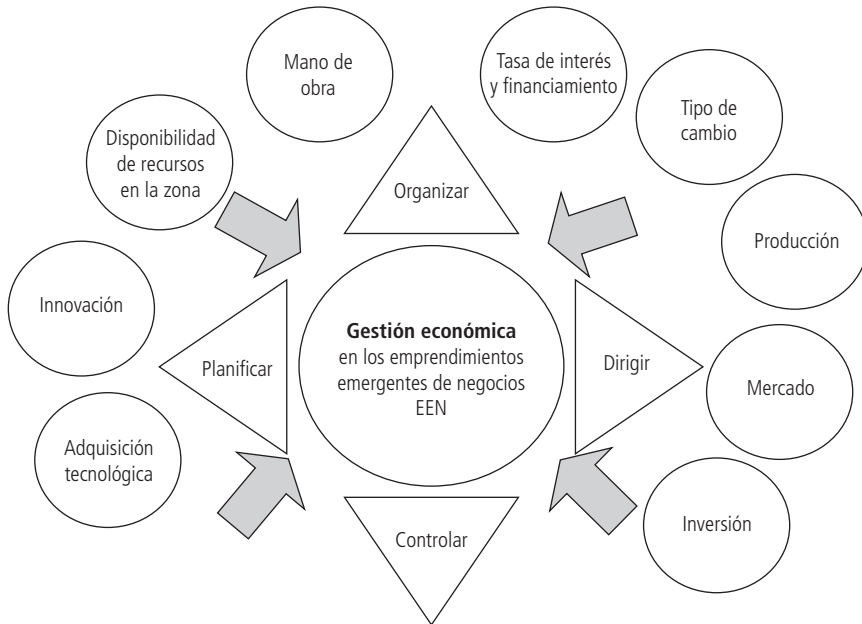 Mano de
obra
Tasa de interés
y financiamiento
Tipo de
cambio
Disponibilidad
de recursos
en la zona
Organizar
Producción
Innovación
Gestión económica
en los emprendimientos
emergentes de negocios
EEN
Planificar
Dirigir
Mercado
Adquisición
tecnológica
Inversión
Controlar